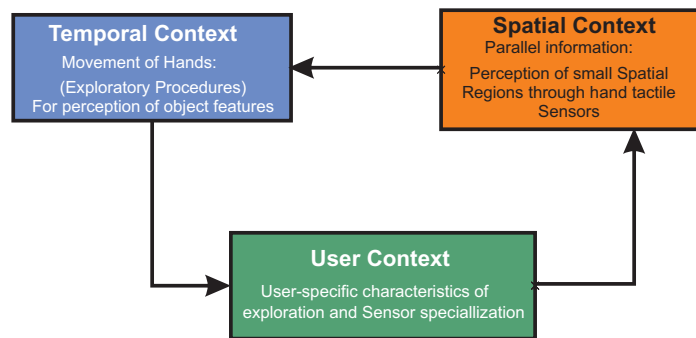 Temporal Context
Movement of Hands:
(Exploratory Procedures)
For perception of object features
Spatial Context
Parallel information:
Perception of small Spatial
Regions through hand tactile
Sensors
User Context
User-specific characteristics of
exploration and Sensor speciallization